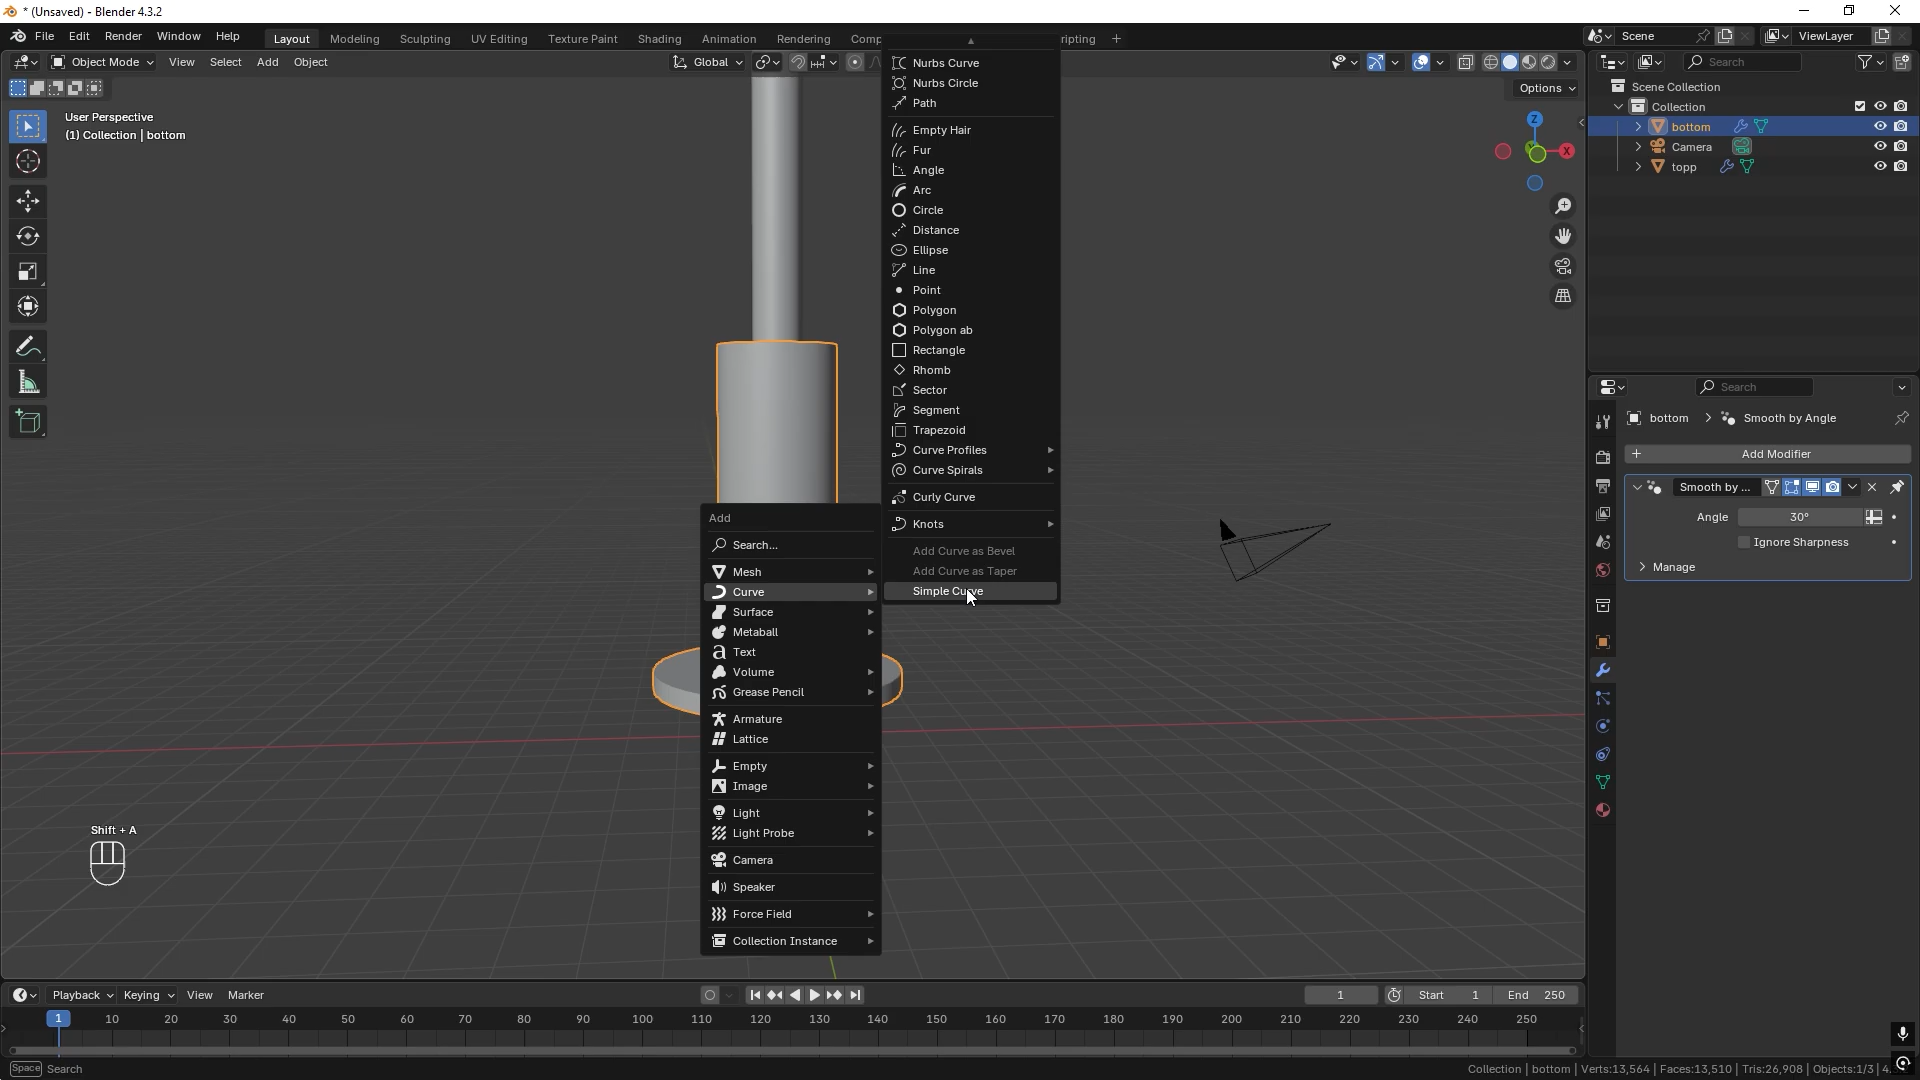 * (Unsaved) - Blender 4.3.2
File Edit Render Window Help
Layout Modeling Sculpting UV Editing Texture Paint Shading Animation Rendering Comp ripting +
Scene
ViewLayer
Object Mode View Select Add Object
Global
Options
Search
User Perspective
(1) Collection | bottom
Z
X
Scene Collection
Collection
bottom
Camera
topp
Nurbs Curve
Nurbs Circle
Path
Empty Hair
Fur
Angle
Arc
Circle
Distance
Ellipse
Line
Point
Polygon
Polygon ab
Rectangle
Rhomb
Sector
Segment
Trapezoid
Curve Profiles
Curve Spirals
Curly Curve
Knots
Add Curve as Bevel
Add Curve as Taper
Simple Curve
Add
Search...
Mesh
Curve
Surface
Metaball
Text
Volume
Grease Pencil
Armature
Lattice
Empty
Image
Light
Light Probe
Camera
Speaker
Force Field
Collection Instance
Search
bottom > Smooth by Angle
+ Add Modifier
Smooth by ...
Angle 30°
Ignore Sharpness
Manage
Shift + A
Playback Keying View Marker
1 Start 1 End 250
1 10 20 30 40 50 60 70 80 90 100 110 120 130 140 150 160 170 180 190 200 210 220 230 240 250
Space Search
Collection | bottom | Verts:13,564 | Faces:13,510 | Tris:26,908 | Objects:1/3 | 4.